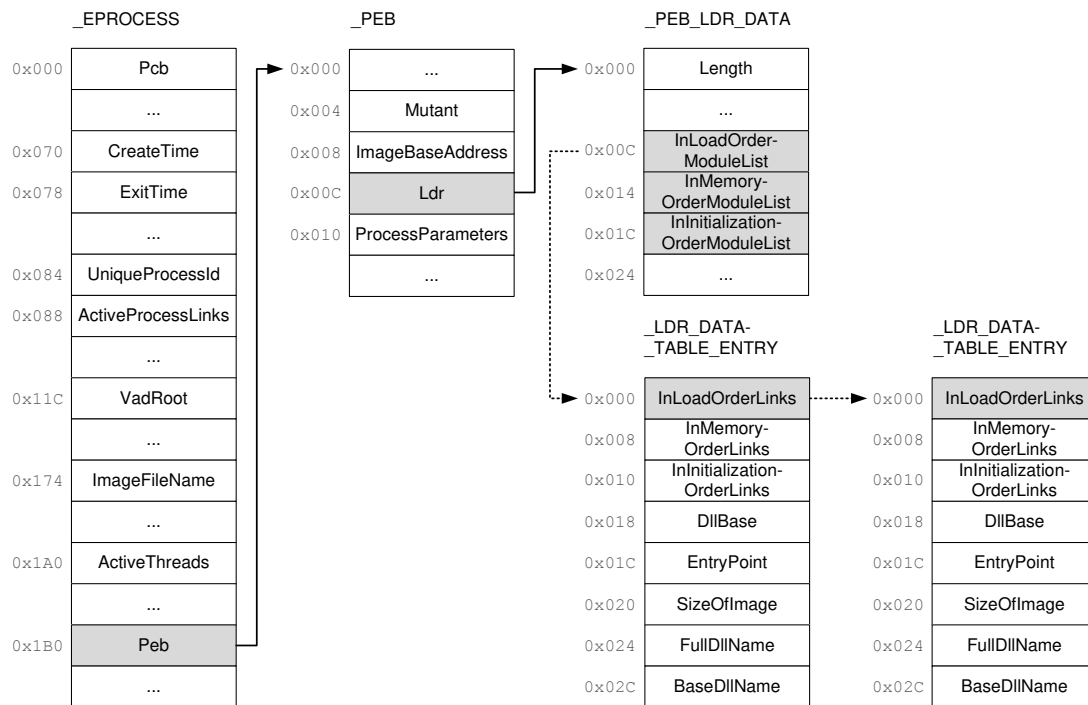 _EPROCESS
0x000 Pcb
...
0x070 CreateTime
0x078 ExitTime
...
0x084 UniqueProcessId
0x088 ActiveProcessLinks
...
0x11C VadRoot
...
0x174 ImageFileName
...
0x1A0 ActiveThreads
...
0x1B0 Peb
...
_PEB
0x000 ...
0x004 Mutant
0x008 ImageBaseAddress
0x00C Ldr
0x010 ProcessParameters
...
_PEB_LDR_DATA
0x000 Length
...
0x00C InLoadOrder-
ModuleList
0x014 InMemory-
OrderModuleList
0x01C InInitialization-
OrderModuleList
0x024 ...
_LDR_DATA-
_TABLE_ENTRY
0x000 InLoadOrderLinks
0x008 InMemory-
OrderLinks
0x010 InInitialization-
OrderLinks
0x018 DllBase
0x01C EntryPoint
0x020 SizeOfImage
0x024 FullDllName
0x02C BaseDllName
_LDR_DATA-
_TABLE_ENTRY
0x000 InLoadOrderLinks
0x008 InMemory-
OrderLinks
0x010 InInitialization-
OrderLinks
0x018 DllBase
0x01C EntryPoint
0x020 SizeOfImage
0x024 FullDllName
0x02C BaseDllName